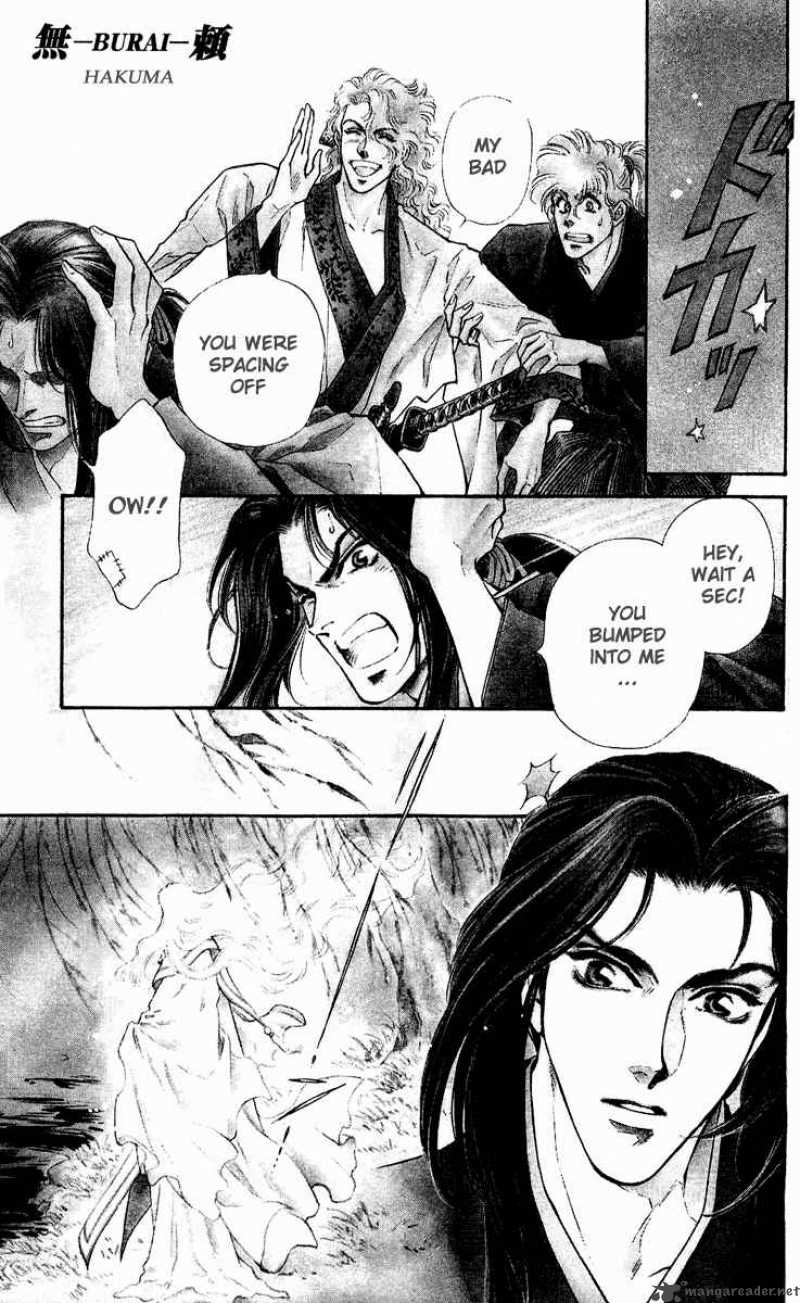 無—BURAI—頼
HAKUMA
ドカッ
MY
BAD
YOU WERE
SPACING
OFF
OW!!
HEY,
WAIT A
SEC!
YOU
BUMPED
INTO ME
...
mangareader.net